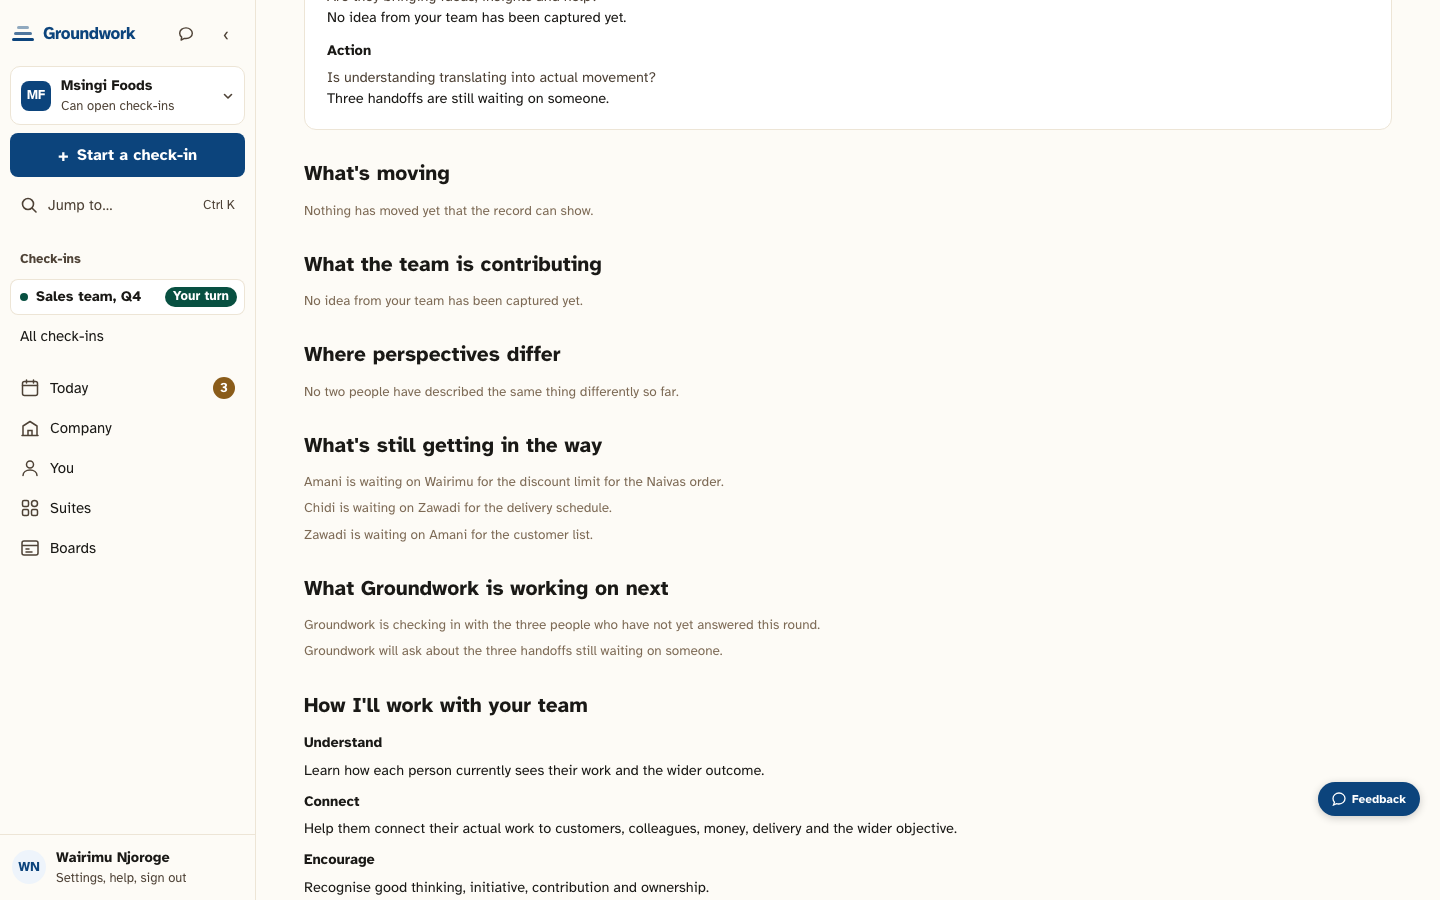 Groundwork
MF
Msingi Foods
Can open check-ins
+ Start a check-in
Jump to...
Ctrl K
Check-ins
Sales team, Q4
Your turn
All check-ins
Today
3
Company
You
Suites
Boards
WN
Wairimu Njoroge
Settings, help, sign out
No idea from your team has been captured yet.
Action
Is understanding translating into actual movement?
Three handoffs are still waiting on someone.
What's moving
Nothing has moved yet that the record can show.
What the team is contributing
No idea from your team has been captured yet.
Where perspectives differ
No two people have described the same thing differently so far.
What's still getting in the way
Amani is waiting on Wairimu for the discount limit for the Naivas order.
Chidi is waiting on Zawadi for the delivery schedule.
Zawadi is waiting on Amani for the customer list.
What Groundwork is working on next
Groundwork is checking in with the three people who have not yet answered this round.
Groundwork will ask about the three handoffs still waiting on someone.
How I'll work with your team
Understand
Learn how each person currently sees their work and the wider outcome.
Connect
Help them connect their actual work to customers, colleagues, money, delivery and the wider objective.
Encourage
Recognise good thinking, initiative, contribution and ownership.
Feedback